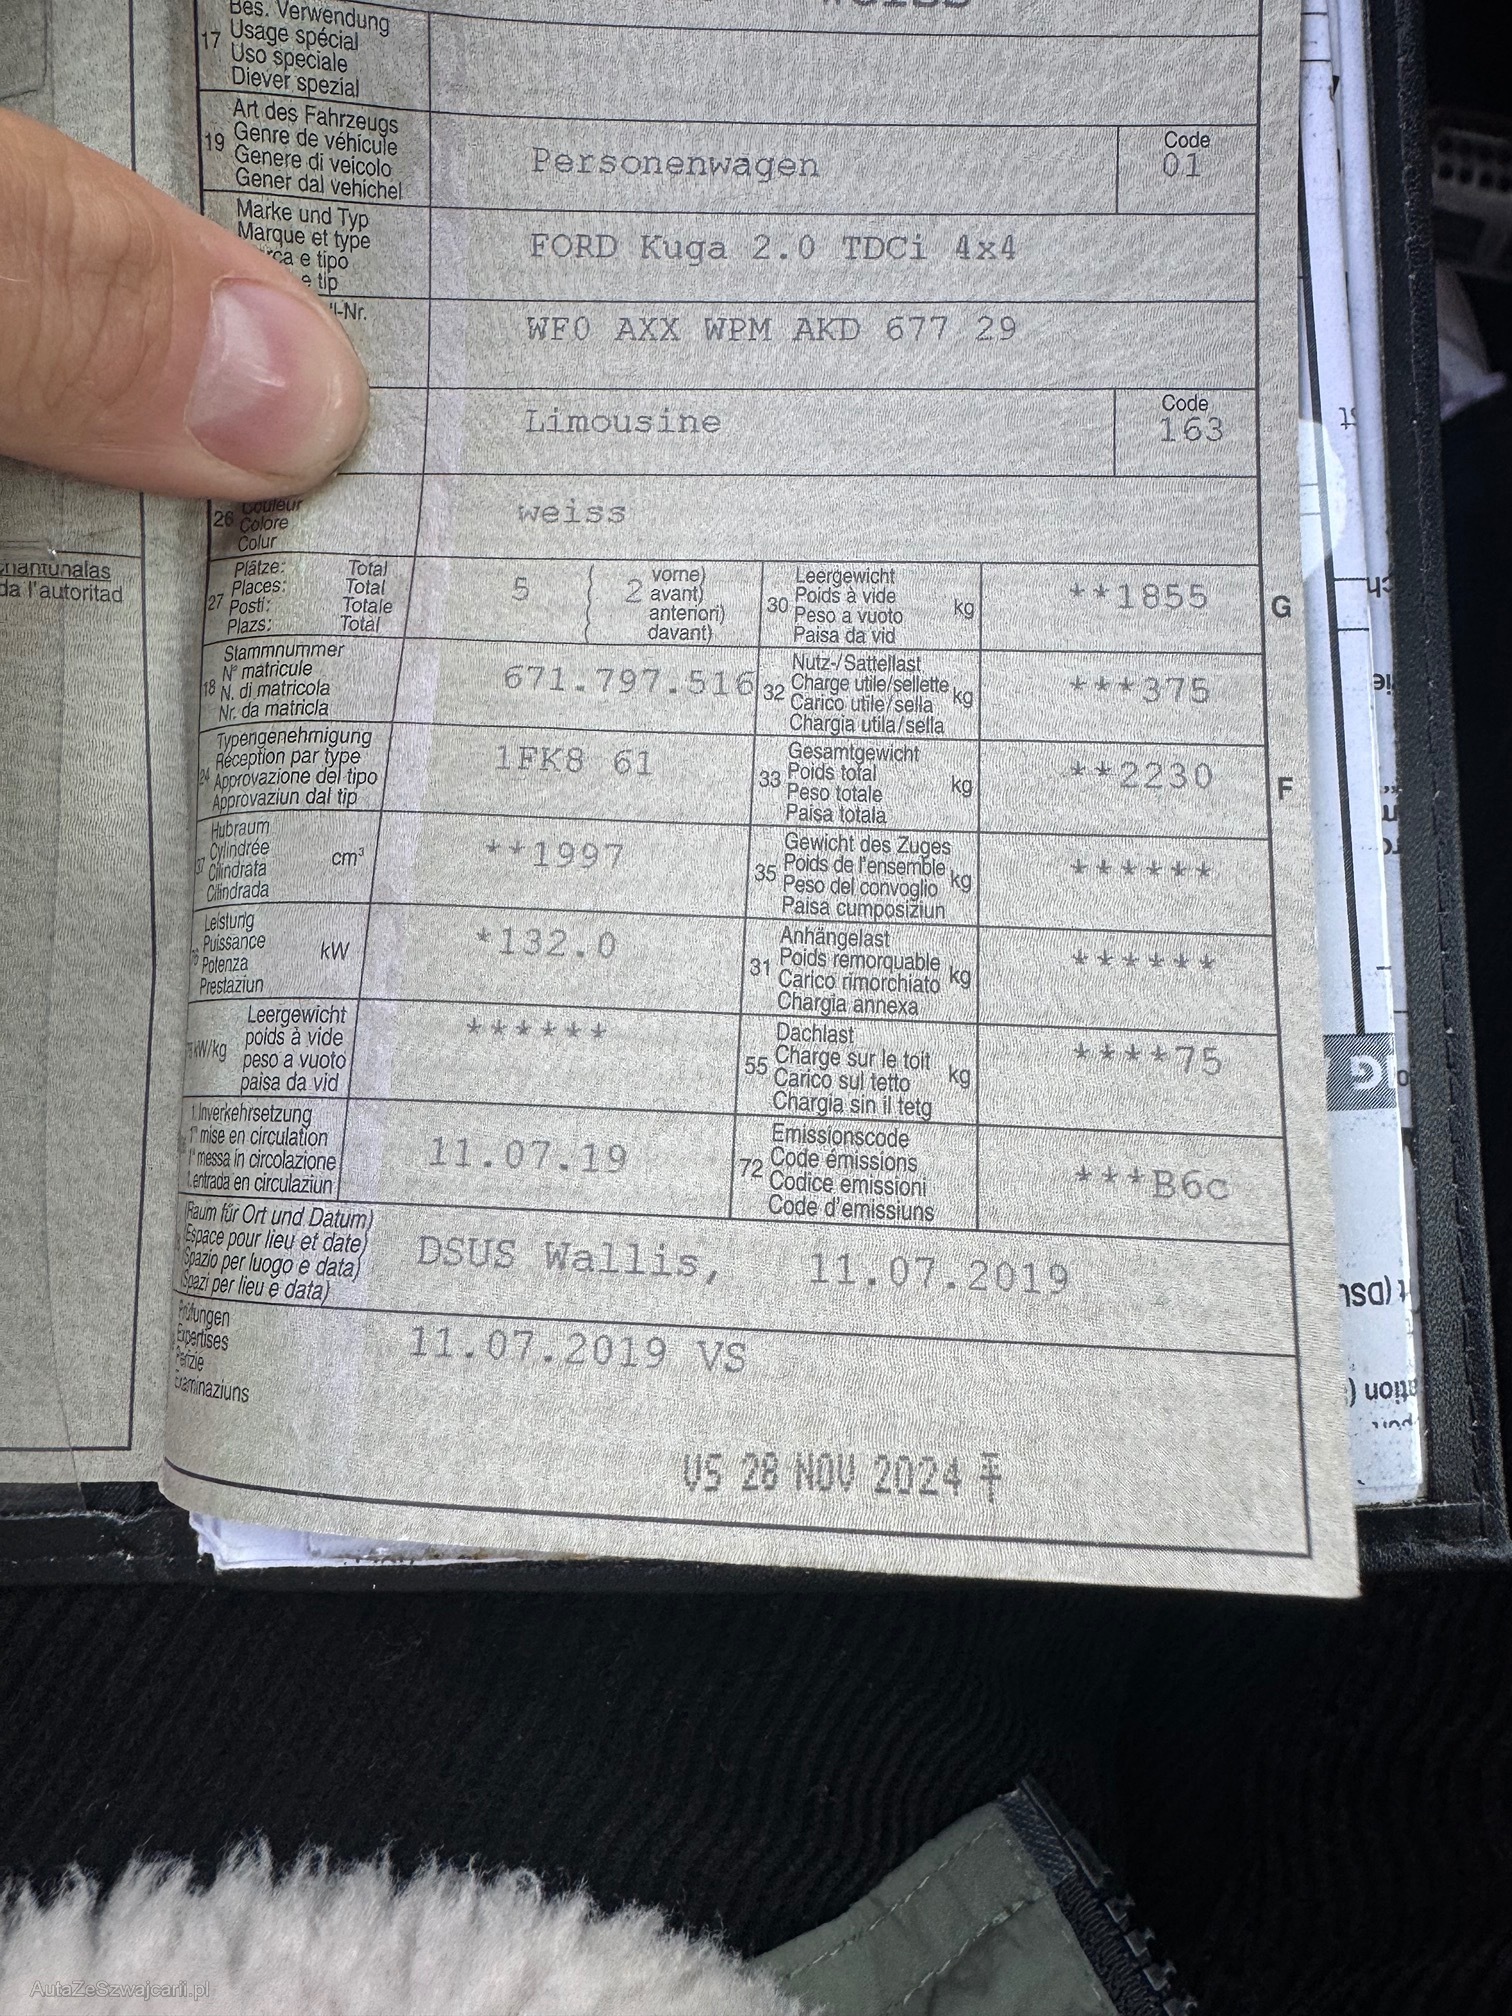 Bes. Verwendung
17 Usage spécial
Uso speciale
Diever spezial
19 Art des Fahrzeugs
Genre de véhicule
Genere di veicolo
Gener dal vehichel
Personenwagen
Code
01
Marke und Typ
Marque et type
e tipo
e tip
FORD Kuga 2.0 TDCi 4x4
WF0 AXX WPM AKD 677 29
Limousine
Code
163
26 Couleur
Colore
Colur
weiss
27 Plätze: Total
Places: Total
Posti: Totale
Plazs: Total
5 ( 2 vorne)
avant)
anteriori)
davant)
30 Leergewicht
Poids à vide
Peso a vuoto kg
Paisa da vid
**1855
G
18 Stammnummer
N° matricule
N. di matricola
Nr. da matricla
671.797.516
32 Nutz-/Sattellast
Charge utile/sellette kg
Carico utile/sella
Chargia utila/sella
***375
24 Typengenehmigung
Réception par type
Approvazione del tipo
Approvaziun dal tip
1FK8 61
33 Gesamtgewicht
Poids total kg
Peso totale
Paisa totala
**2230
F
37 Hubraum
Cylindrée cm³
Cilindrata
Cilindrada
**1997
35 Gewicht des Zuges
Poids de l'ensemble kg
Peso del convoglio
Paisa cumposiziun
******
Leistung
Puissance kW
Potenza
Prestaziun
*132.0
31 Anhängelast
Poids remorquable kg
Carico rimorchiato
Chargia annexa
******
kW/kg Leergewicht
poids à vide
peso a vuoto
paisa da vid
******
55 Dachlast
Charge sur le toit kg
Carico sul tetto
Chargia sin il tetg
****75
1. Inverkehrsetzung
1re mise en circulation
1a messa in circolazione
1. entrada en circulaziun
11.07.19
72 Emissionscode
Code émissions
Codice emissioni
Code d'emissiuns
***B6c
(Raum für Ort und Datum)
(Espace pour lieu et date)
(Spazio per luogo e data)
(Spazi per lieu e data)
DSUS Wallis, 11.07.2019
Prüfungen
Expertises
Perizie
Examinaziuns
11.07.2019 VS
VS 28 NOV 2024
chantunalas
da l'autoritad
AutaZeSzwajcarii.pl